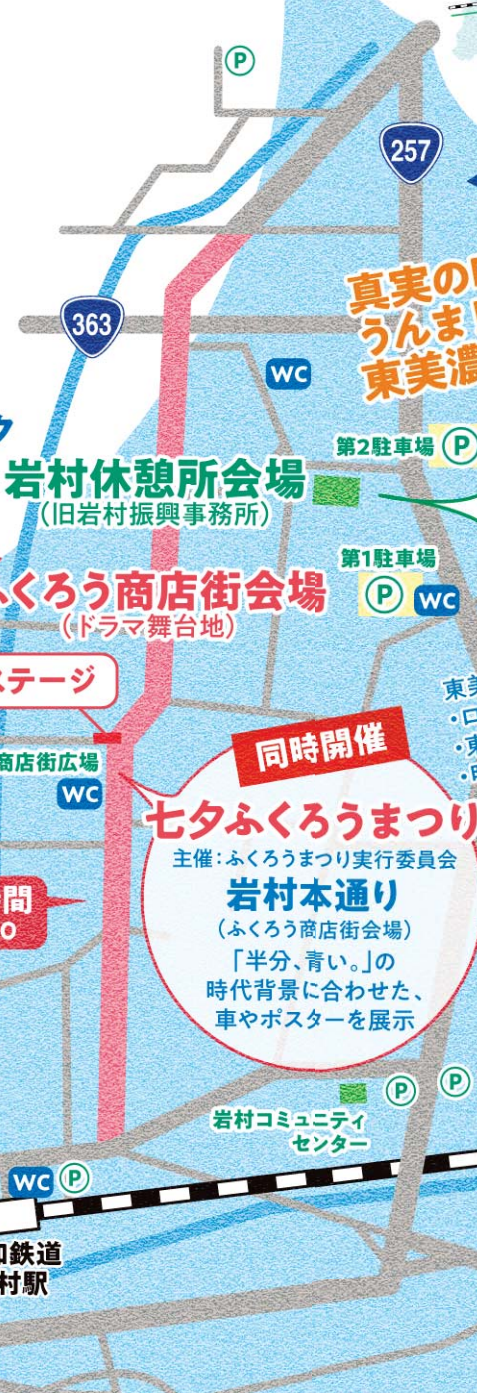 P
257
363
真実の
うんま
東美濃
WC
第2駐車場 P
岩村休憩所会場
(旧岩村振興事務所)
第1駐車場
P WC
ふくろう商店街会場
(ドラマ舞台地)
ステージ
東美
・ロ
・東
商店街広場
WC
同時開催
七夕ふくろうまつり
主催:ふくろうまつり実行委員会
岩村本通り
(ふくろう商店街会場)
「半分、青い。」の
時代背景に合わせた、
車やポスターを展示
間
0
P P
岩村コミュニティ
センター
WC P
鉄道
村駅